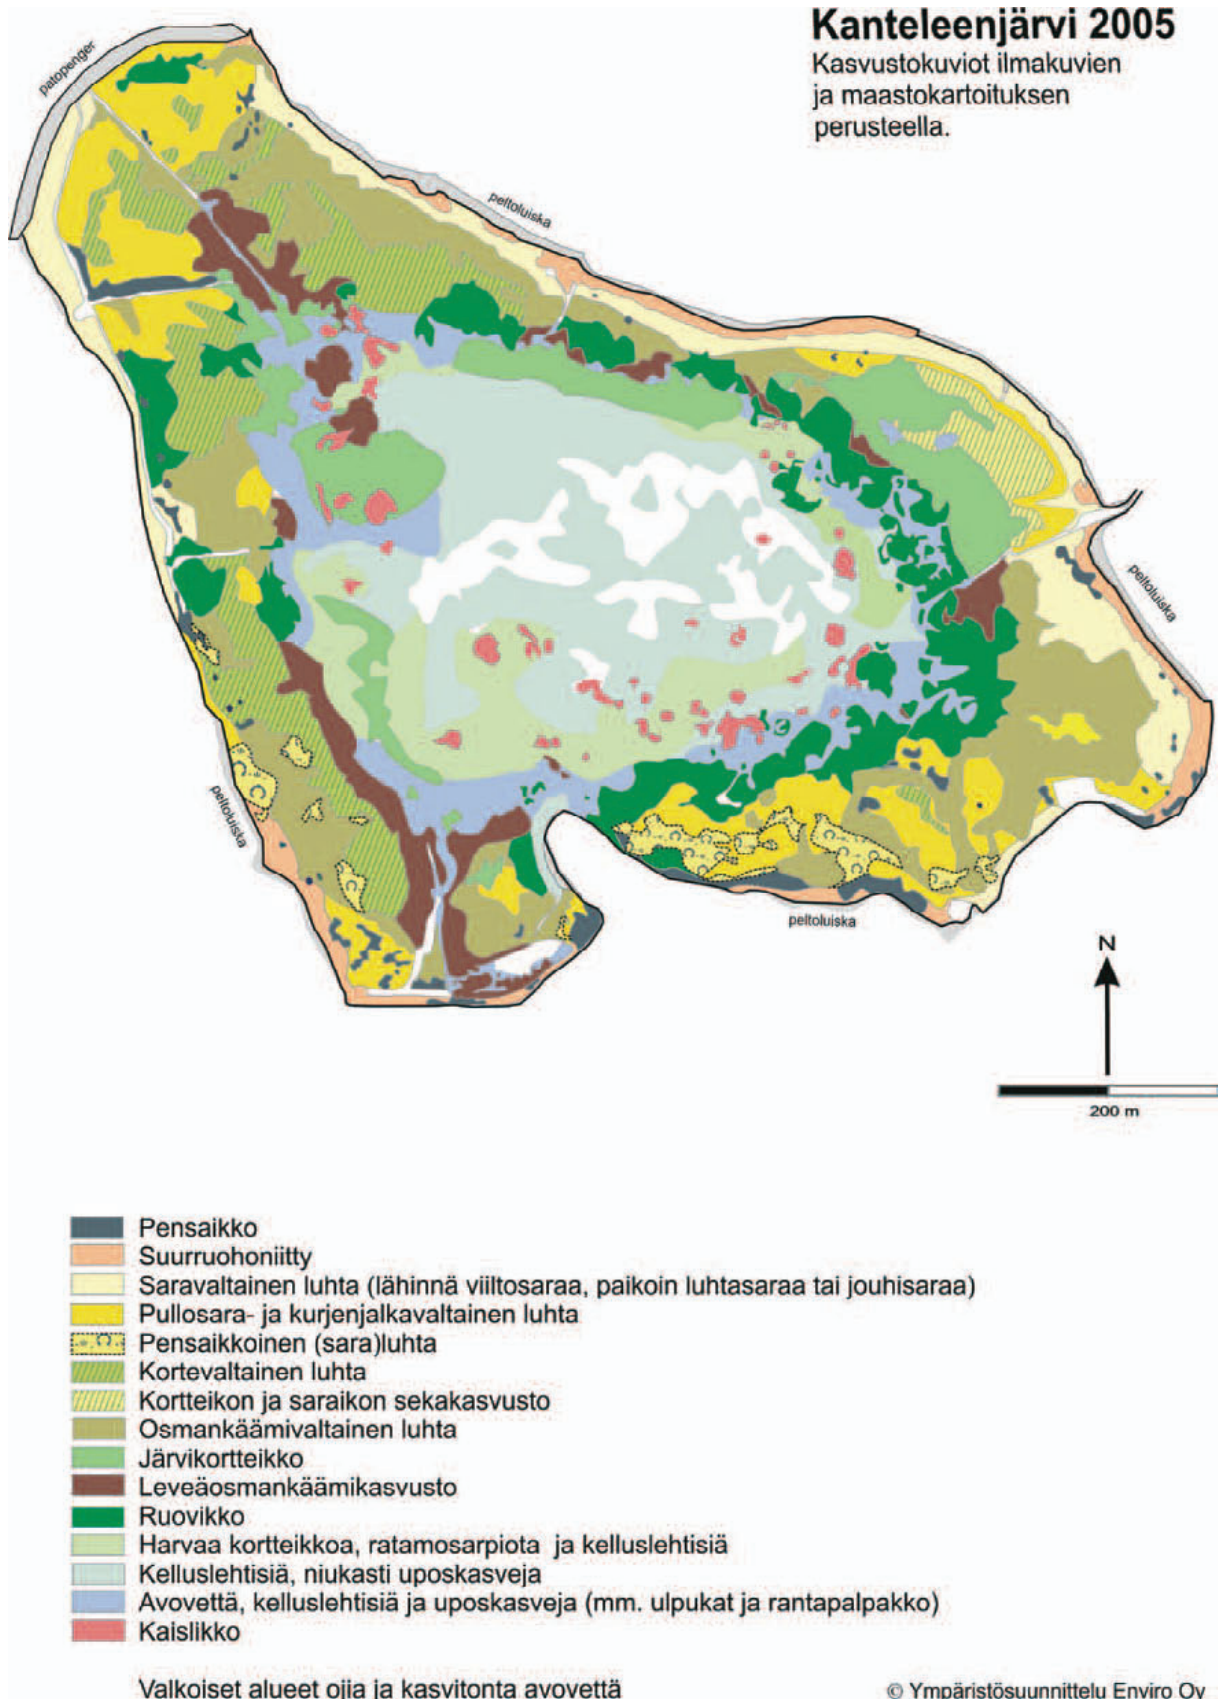 Kanteleenjärvi 2005
Kasvustokuviot ilmakuvien
ja maastokartoituksen
perusteella.
patopenger
peltoluiska
peltoluiska
peltoluiska
peltoluiska
N
200 m
Pensaikko
Suurruohoniitty
Saravaltainen luhta (lähinnä viiltosaraa, paikoin luhtasaraa tai jouhisaraa)
Pullosara- ja kurjenjalkavaltainen luhta
Pensaikkoinen (sara)luhta
Kortevaltainen luhta
Kortteikon ja saraikon sekakasvusto
Osmankäämivaltainen luhta
Järvikortteikko
Leveäosmankäämikasvusto
Ruovikko
Harvaa kortteikkoa, ratamosarpiota ja kelluslehtisiä
Kelluslehtisiä, niukasti uposkasveja
Avovettä, kelluslehtisiä ja uposkasveja (mm. ulpukat ja rantapalpakko)
Kaislikko
Valkoiset alueet ojia ja kasvitonta avovettä
© Ympäristösuunnittelu Enviro Oy